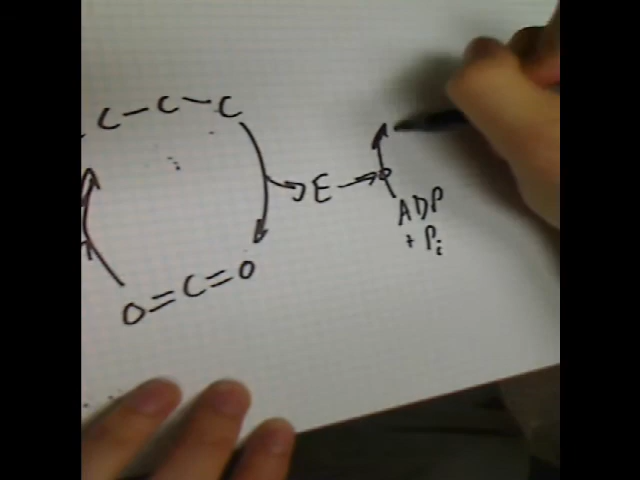 C - C - C
E
ADP
+ Pi
O = C = O